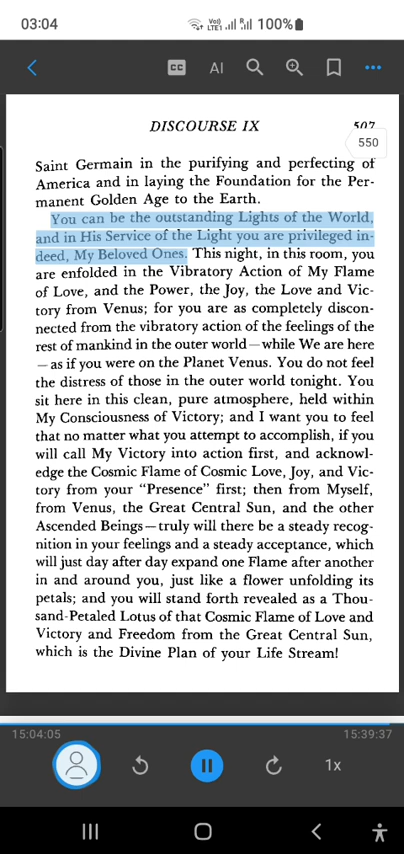 03:04
Vo)) R
LTE1 100%
CC AI
DISCOURSE IX 507
550
Saint Germain in the purifying and perfecting of
America and in laying the Foundation for the Per-
manent Golden Age to the Earth.
You can be the outstanding Lights of the World,
and in His Service of the Light you are privileged in-
deed, My Beloved Ones. This night, in this room, you
are enfolded in the Vibratory Action of My Flame
of Love, and the Power, the Joy, the Love and Vic-
tory from Venus; for you are as completely discon-
nected from the vibratory action of the feelings of the
rest of mankind in the outer world—while We are here
—as if you were on the Planet Venus. You do not feel
the distress of those in the outer world tonight. You
sit here in this clean, pure atmosphere, held within
My Consciousness of Victory; and I want you to feel
that no matter what you attempt to accomplish, if you
will call My Victory into action first, and acknowl-
edge the Cosmic Flame of Cosmic Love, Joy, and Vic-
tory from your “Presence” first; then from Myself,
from Venus, the Great Central Sun, and the other
Ascended Beings—truly will there be a steady recog-
nition in your feelings and a steady acceptance, which
will just day after day expand one Flame after another
in and around you, just like a flower unfolding its
petals; and you will stand forth revealed as a Thou-
sand-Petaled Lotus of that Cosmic Flame of Love and
Victory and Freedom from the Great Central Sun,
which is the Divine Plan of your Life Stream!
15:04:05 15:39:37
1x